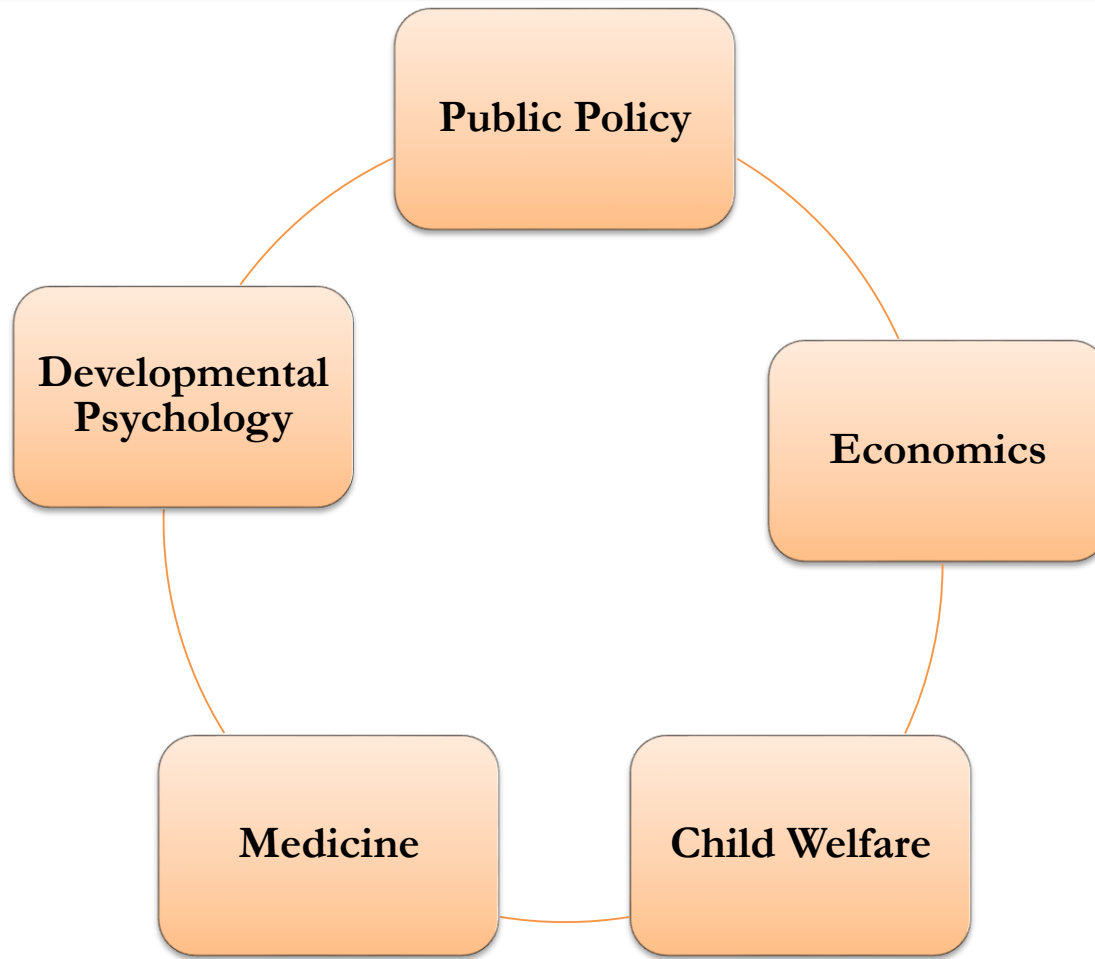 Public Policy
Developmental
Psychology
Economics
Medicine
Child Welfare